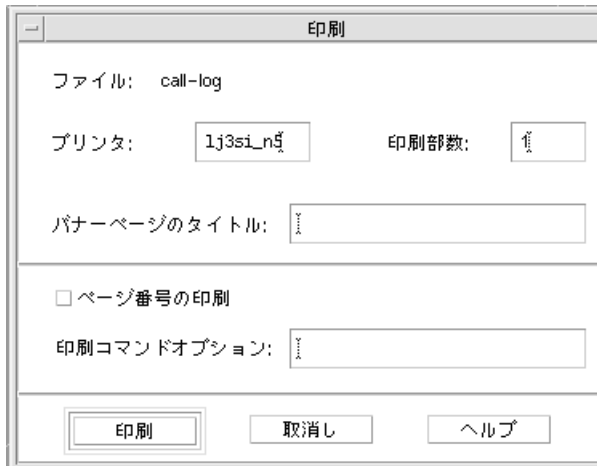 印刷
ファイル: call-log
プリンタ: lj3si_n5 印刷部数: 1
バナーページのタイトル:
ページ番号の印刷
印刷コマンドオプション:
印刷 取消し ヘルプ